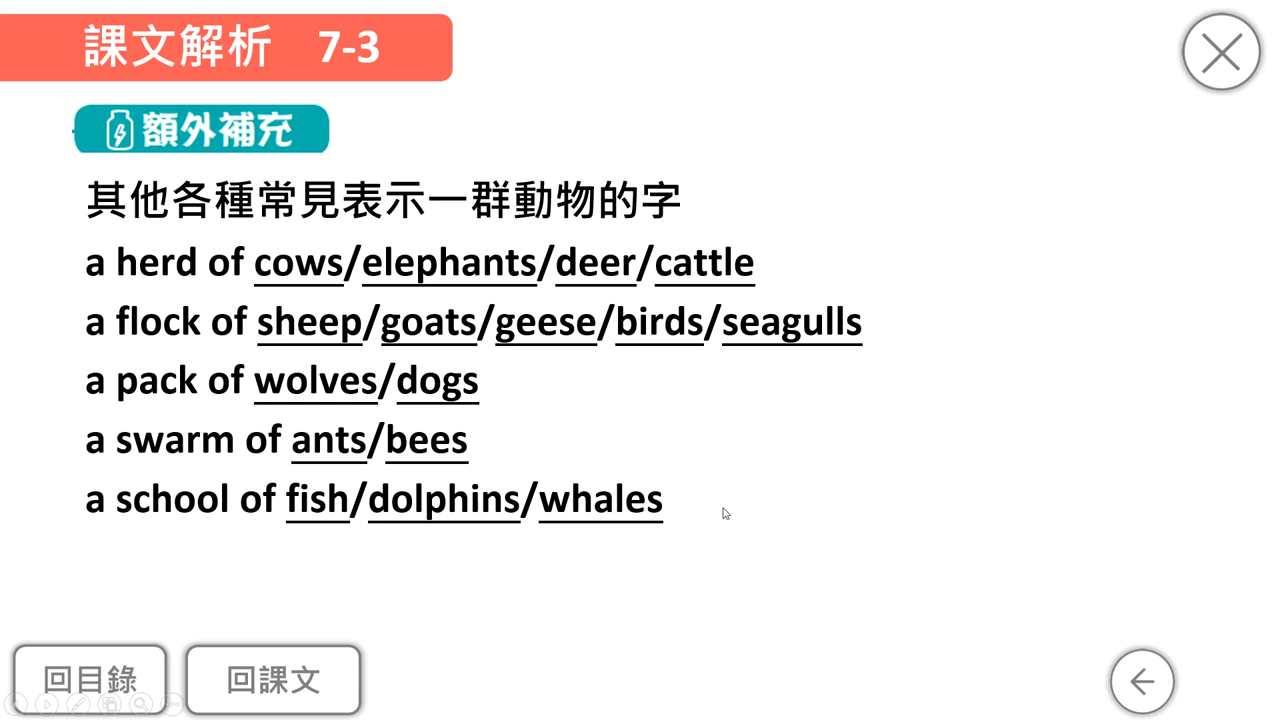 課文解析 7-3
額外補充
其他各種常見表示一群動物的字
a herd of cows/elephants/deer/cattle
a flock of sheep/goats/geese/birds/seagulls
a pack of wolves/dogs
a swarm of ants/bees
a school of fish/dolphins/whales
回目錄 回課文